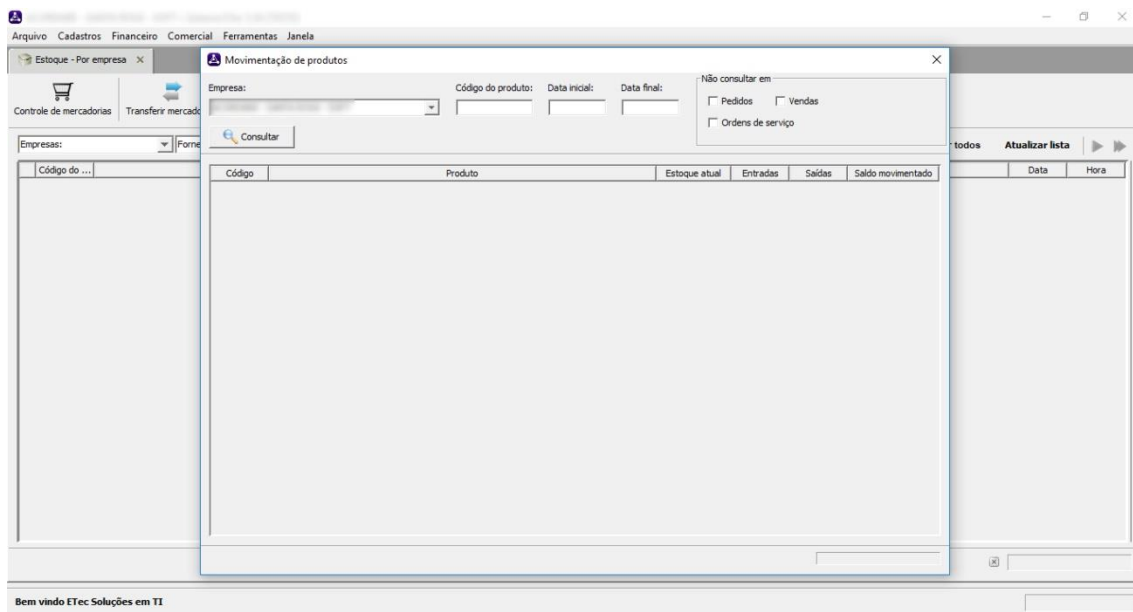 Arquivo Cadastros Financeiro Comercial Ferramentas Janela
Estoque - Por empresa
Movimentação de produtos
Controle de mercadorias Transferir
Empresa:
Código do produto: Data inicial: Data final:
Não consultar em
Pedidos Vendas
Ordens de serviço
Consultar
Empresas:
todos Atualizar lista
Código do ...
Código Produto Estoque atual Entradas Saídas Saldo movimentado
Data Hora
Bem vindo ETec Soluções em TI